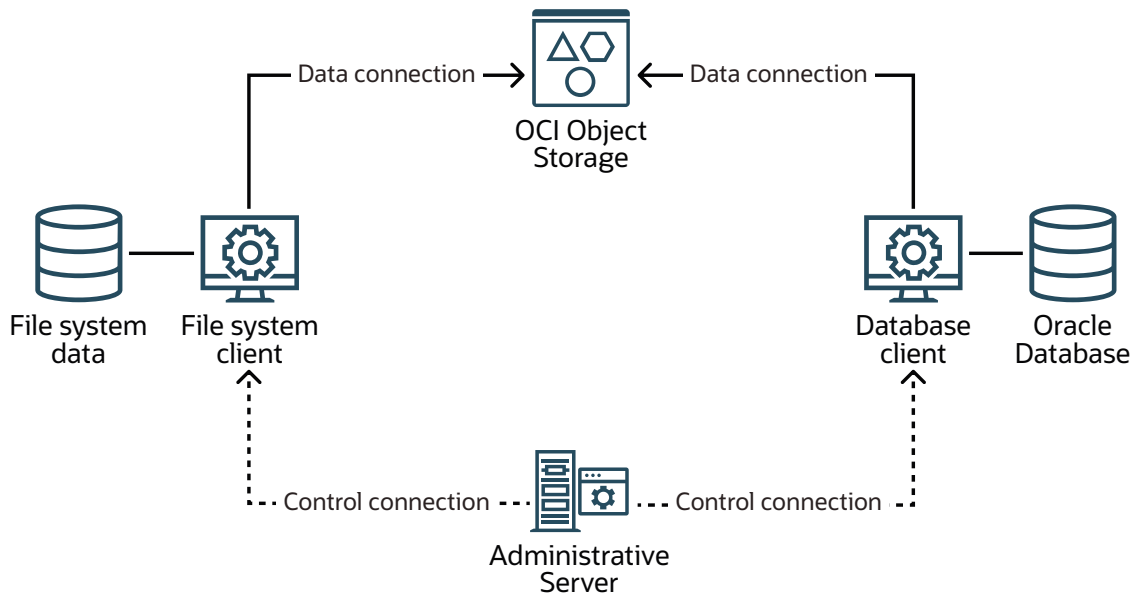 Data connection
Data connection
OCI Object
Storage
File system
data
File system
client
Database
client
Oracle
Database
Control connection
Control connection
Administrative
Server